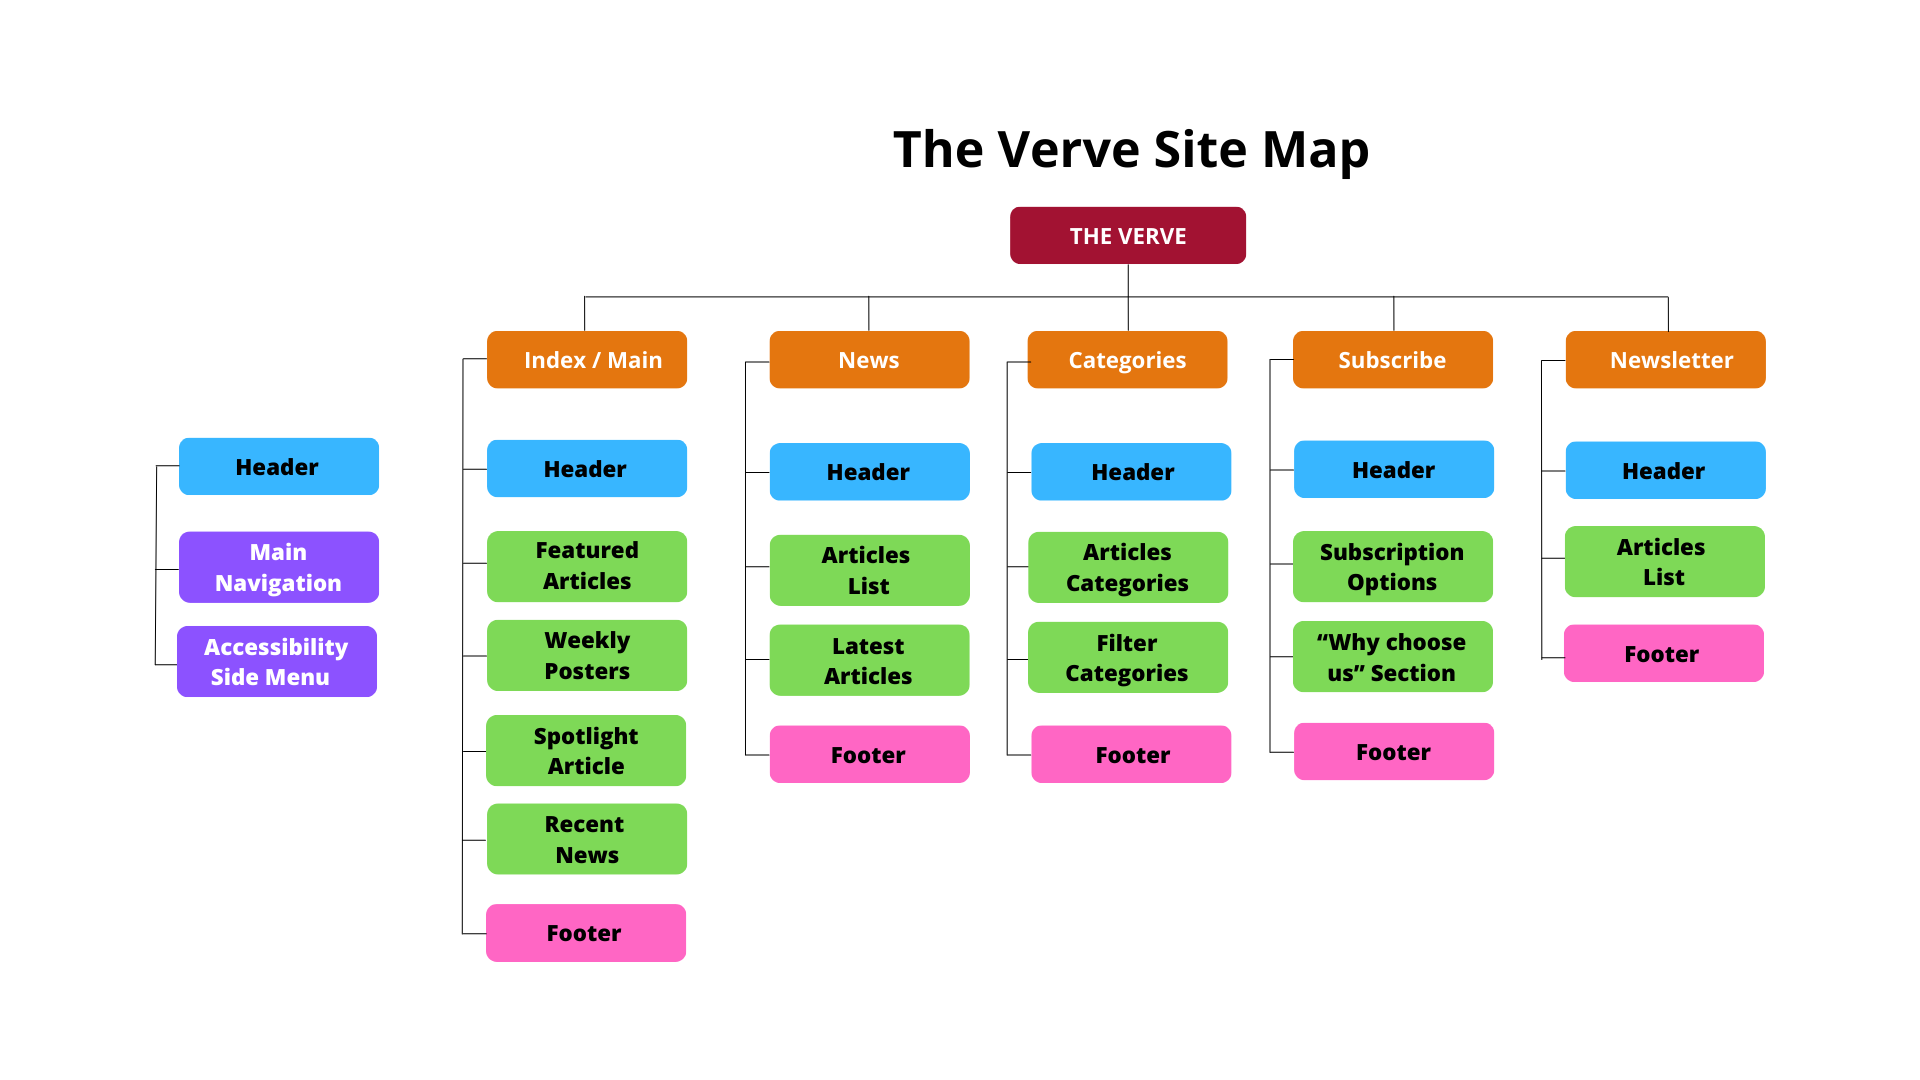 The Verve Site Map
THE VERVE
Index / Main
News
Categories
Subscribe
Newsletter
Header
Main
Navigation
Accessibility
Side Menu
Header
Featured
Articles
Weekly
Posters
Spotlight
Article
Recent
News
Footer
Header
Articles
List
Latest
Articles
Footer
Header
Articles
Categories
Filter
Categories
Footer
Header
Subscription
Options
“Why choose
us” Section
Footer
Header
Articles
List
Footer